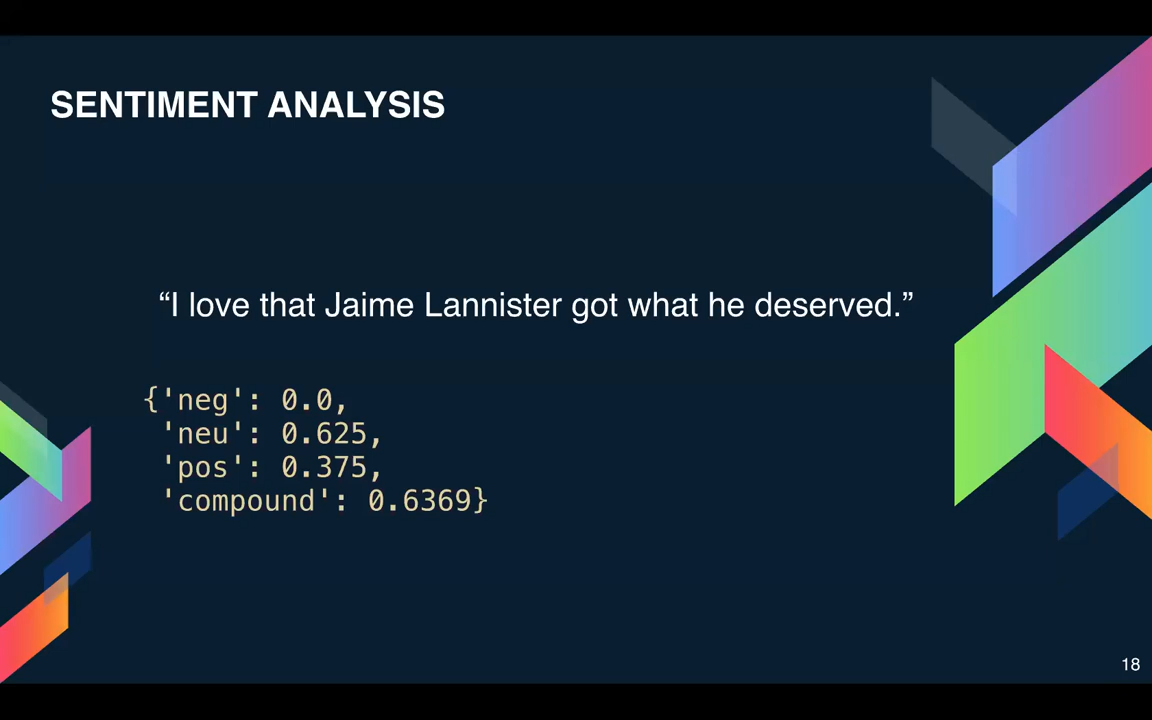 SENTIMENT ANALYSIS
“I love that Jaime Lannister got what he deserved.”
{'neg': 0.0,
'neu': 0.625,
'pos': 0.375,
'compound': 0.6369}
18